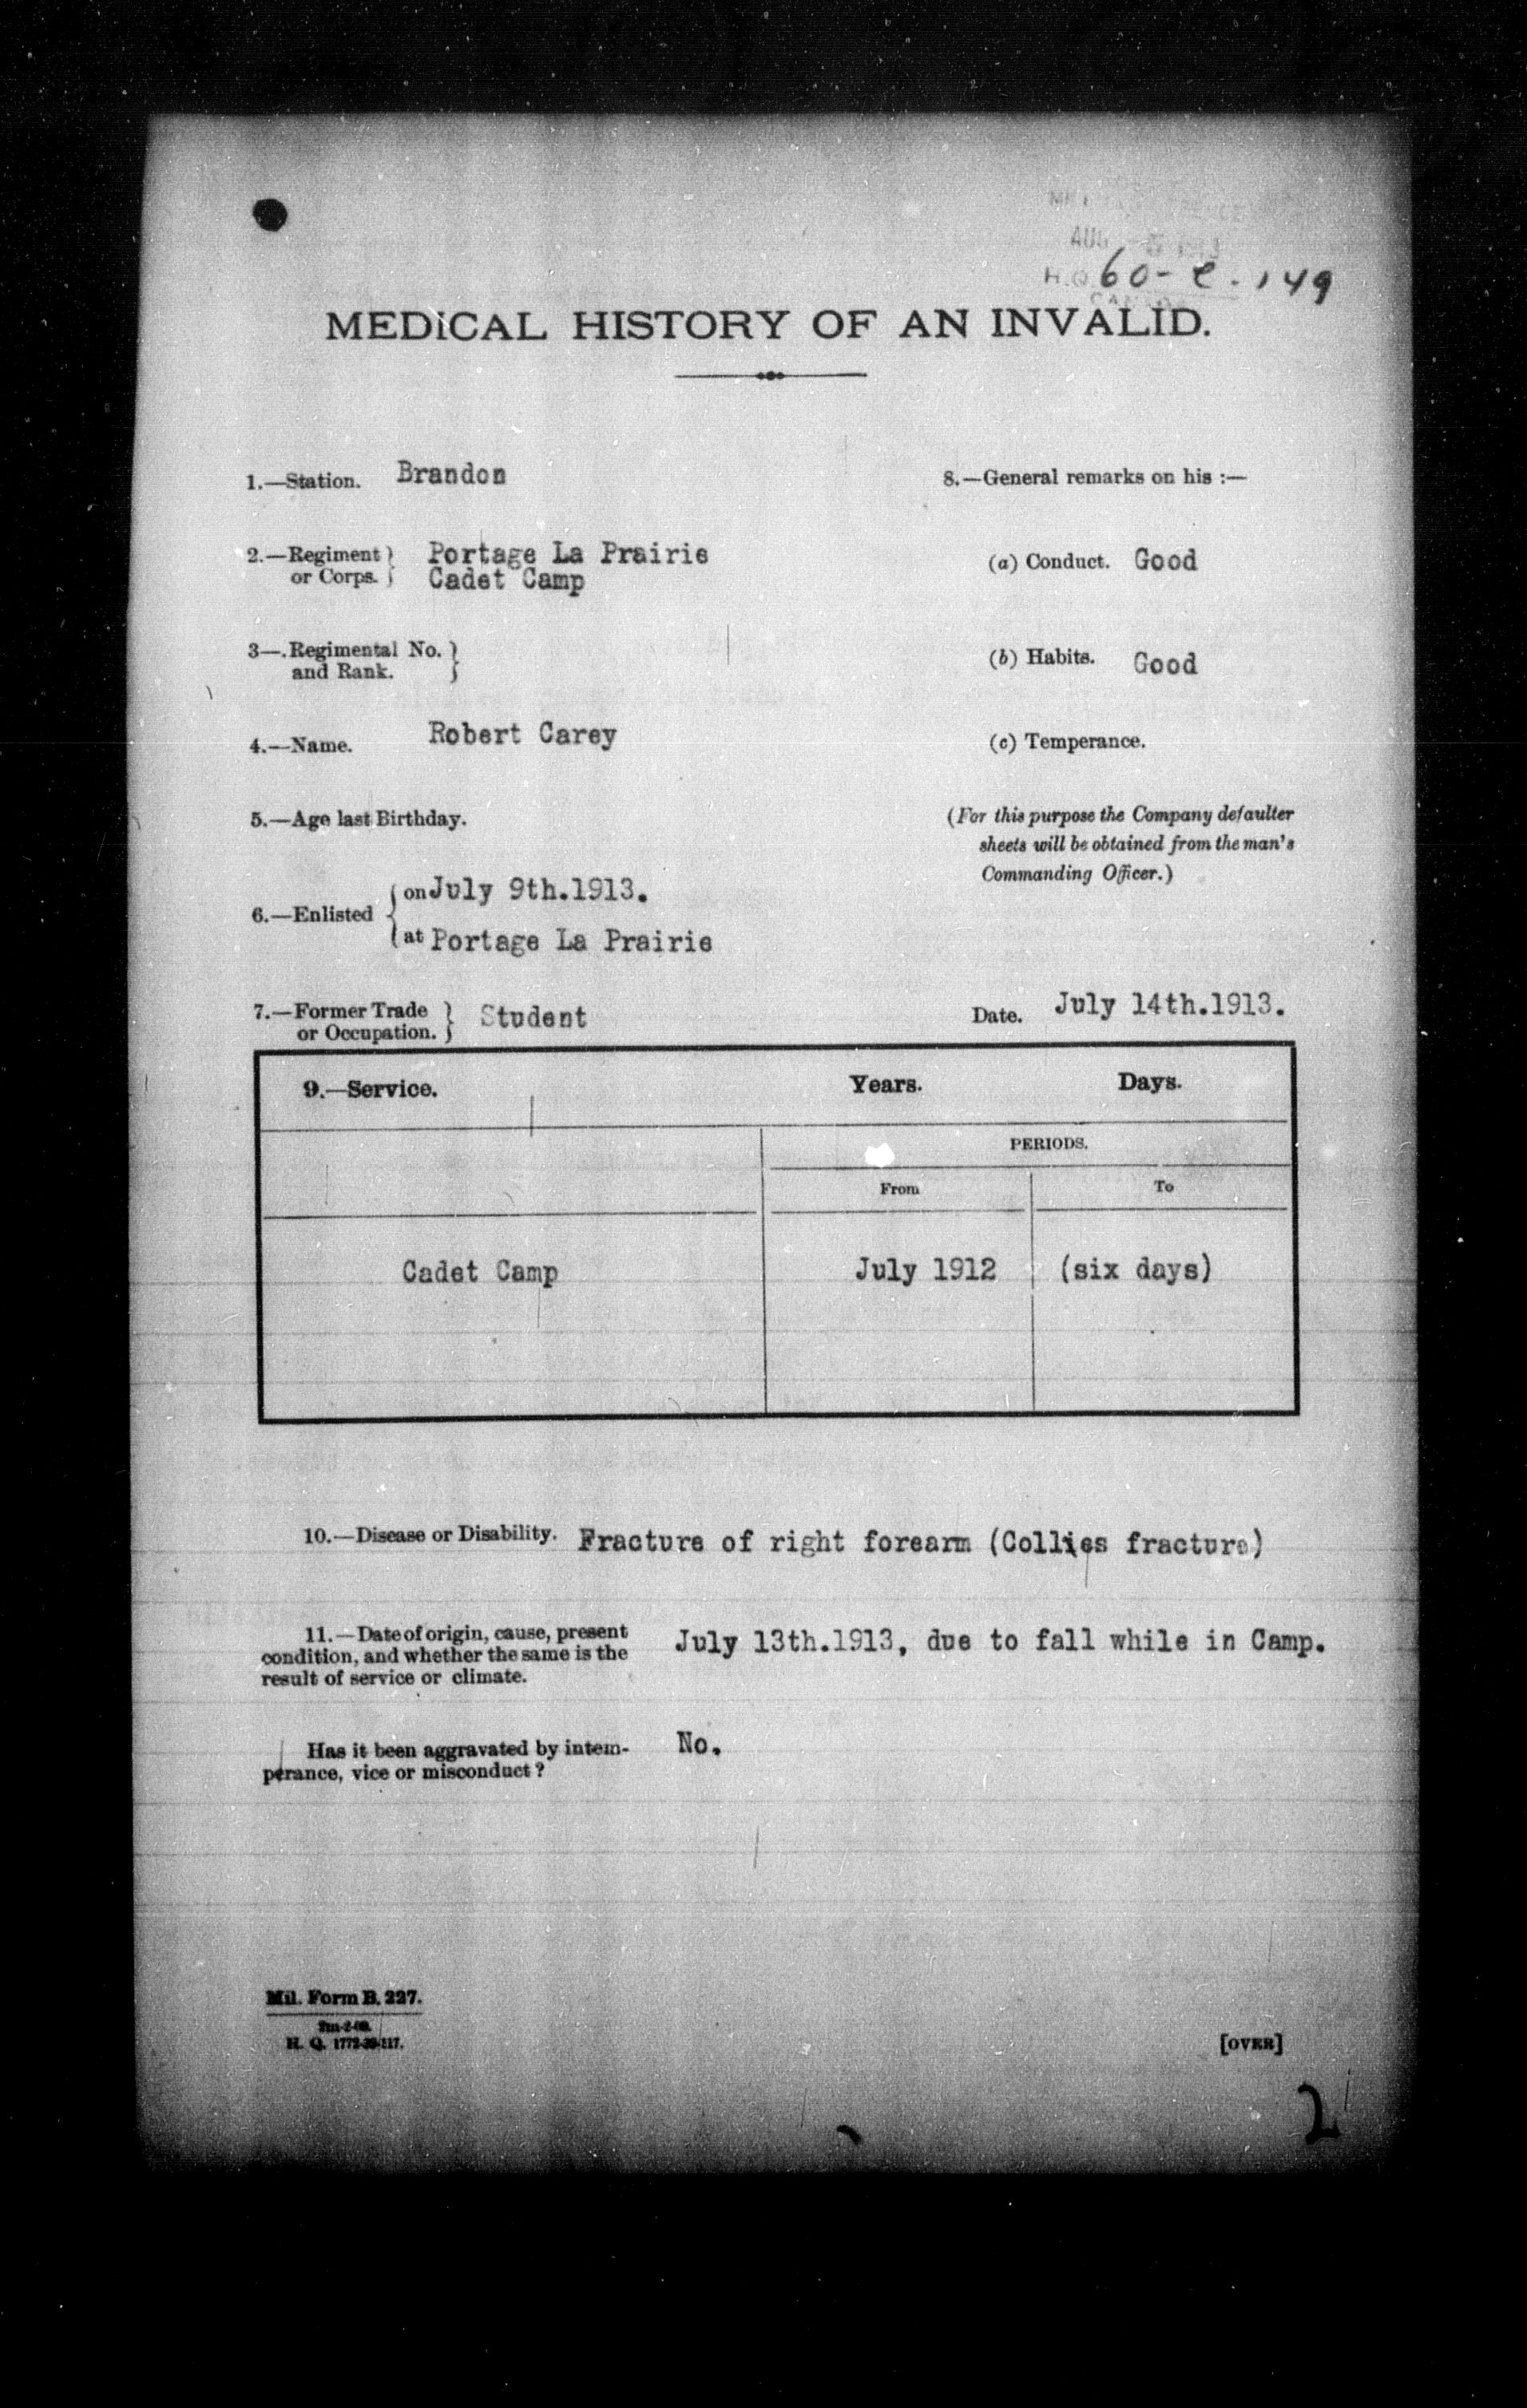 AUG
H.Q. 60-C-149
MEDICAL HISTORY OF AN INVALID.
1.—Station. Brandon
8.—General remarks on his :—
2.—Regiment or Corps. } Portage La Prairie
Cadet Camp
(a) Conduct. Good
3—.Regimental No. and Rank. }
(b) Habits. Good
4.—Name. Robert Carey
(c) Temperance.
5.—Age last Birthday.
(For this purpose the Company defaulter
sheets will be obtained from the man's
Commanding Officer.)
6.—Enlisted { on July 9th.1913.
at Portage La Prairie
7.—Former Trade or Occupation. } Student
Date. July 14th.1913.
9.—Service. Years. Days.
PERIODS.
From To
Cadet Camp July 1912 (six days)
10.—Disease or Disability. Fracture of right forearm (Collies fracture)
11.—Date of origin, cause, present July 13th.1913, due to fall while in Camp.
condition, and whether the same is the
result of service or climate.
Has it been aggravated by intem- No.
perance, vice or misconduct ?
Mil. Form B. 227.
H. Q. 1772-39-117.
[OVER]
2